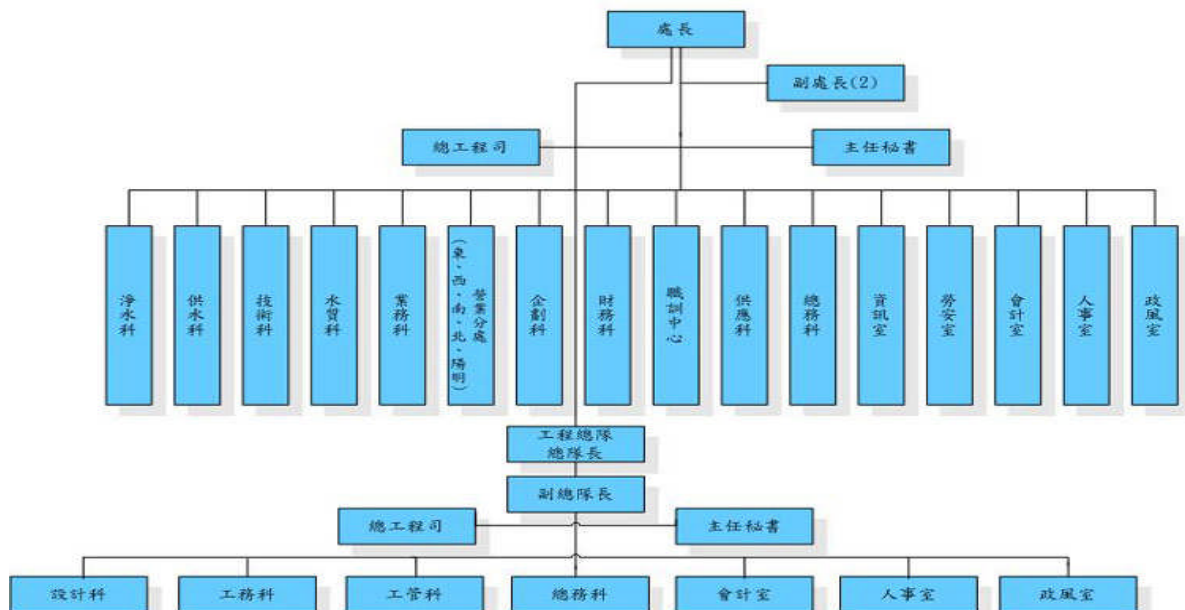 處長
副處長(2)
總工程司
主任秘書
淨水科
供水科
技術科
水質科
業務科
營業分處
(東、西、南、北、陽明)
企劃科
財務科
職訓中心
供應科
總務科
資訊室
勞安室
會計室
人事室
政風室
工程總隊
總隊長
副總隊長
總工程司
主任秘書
設計科
工務科
工管科
總務科
會計室
人事室
政風室